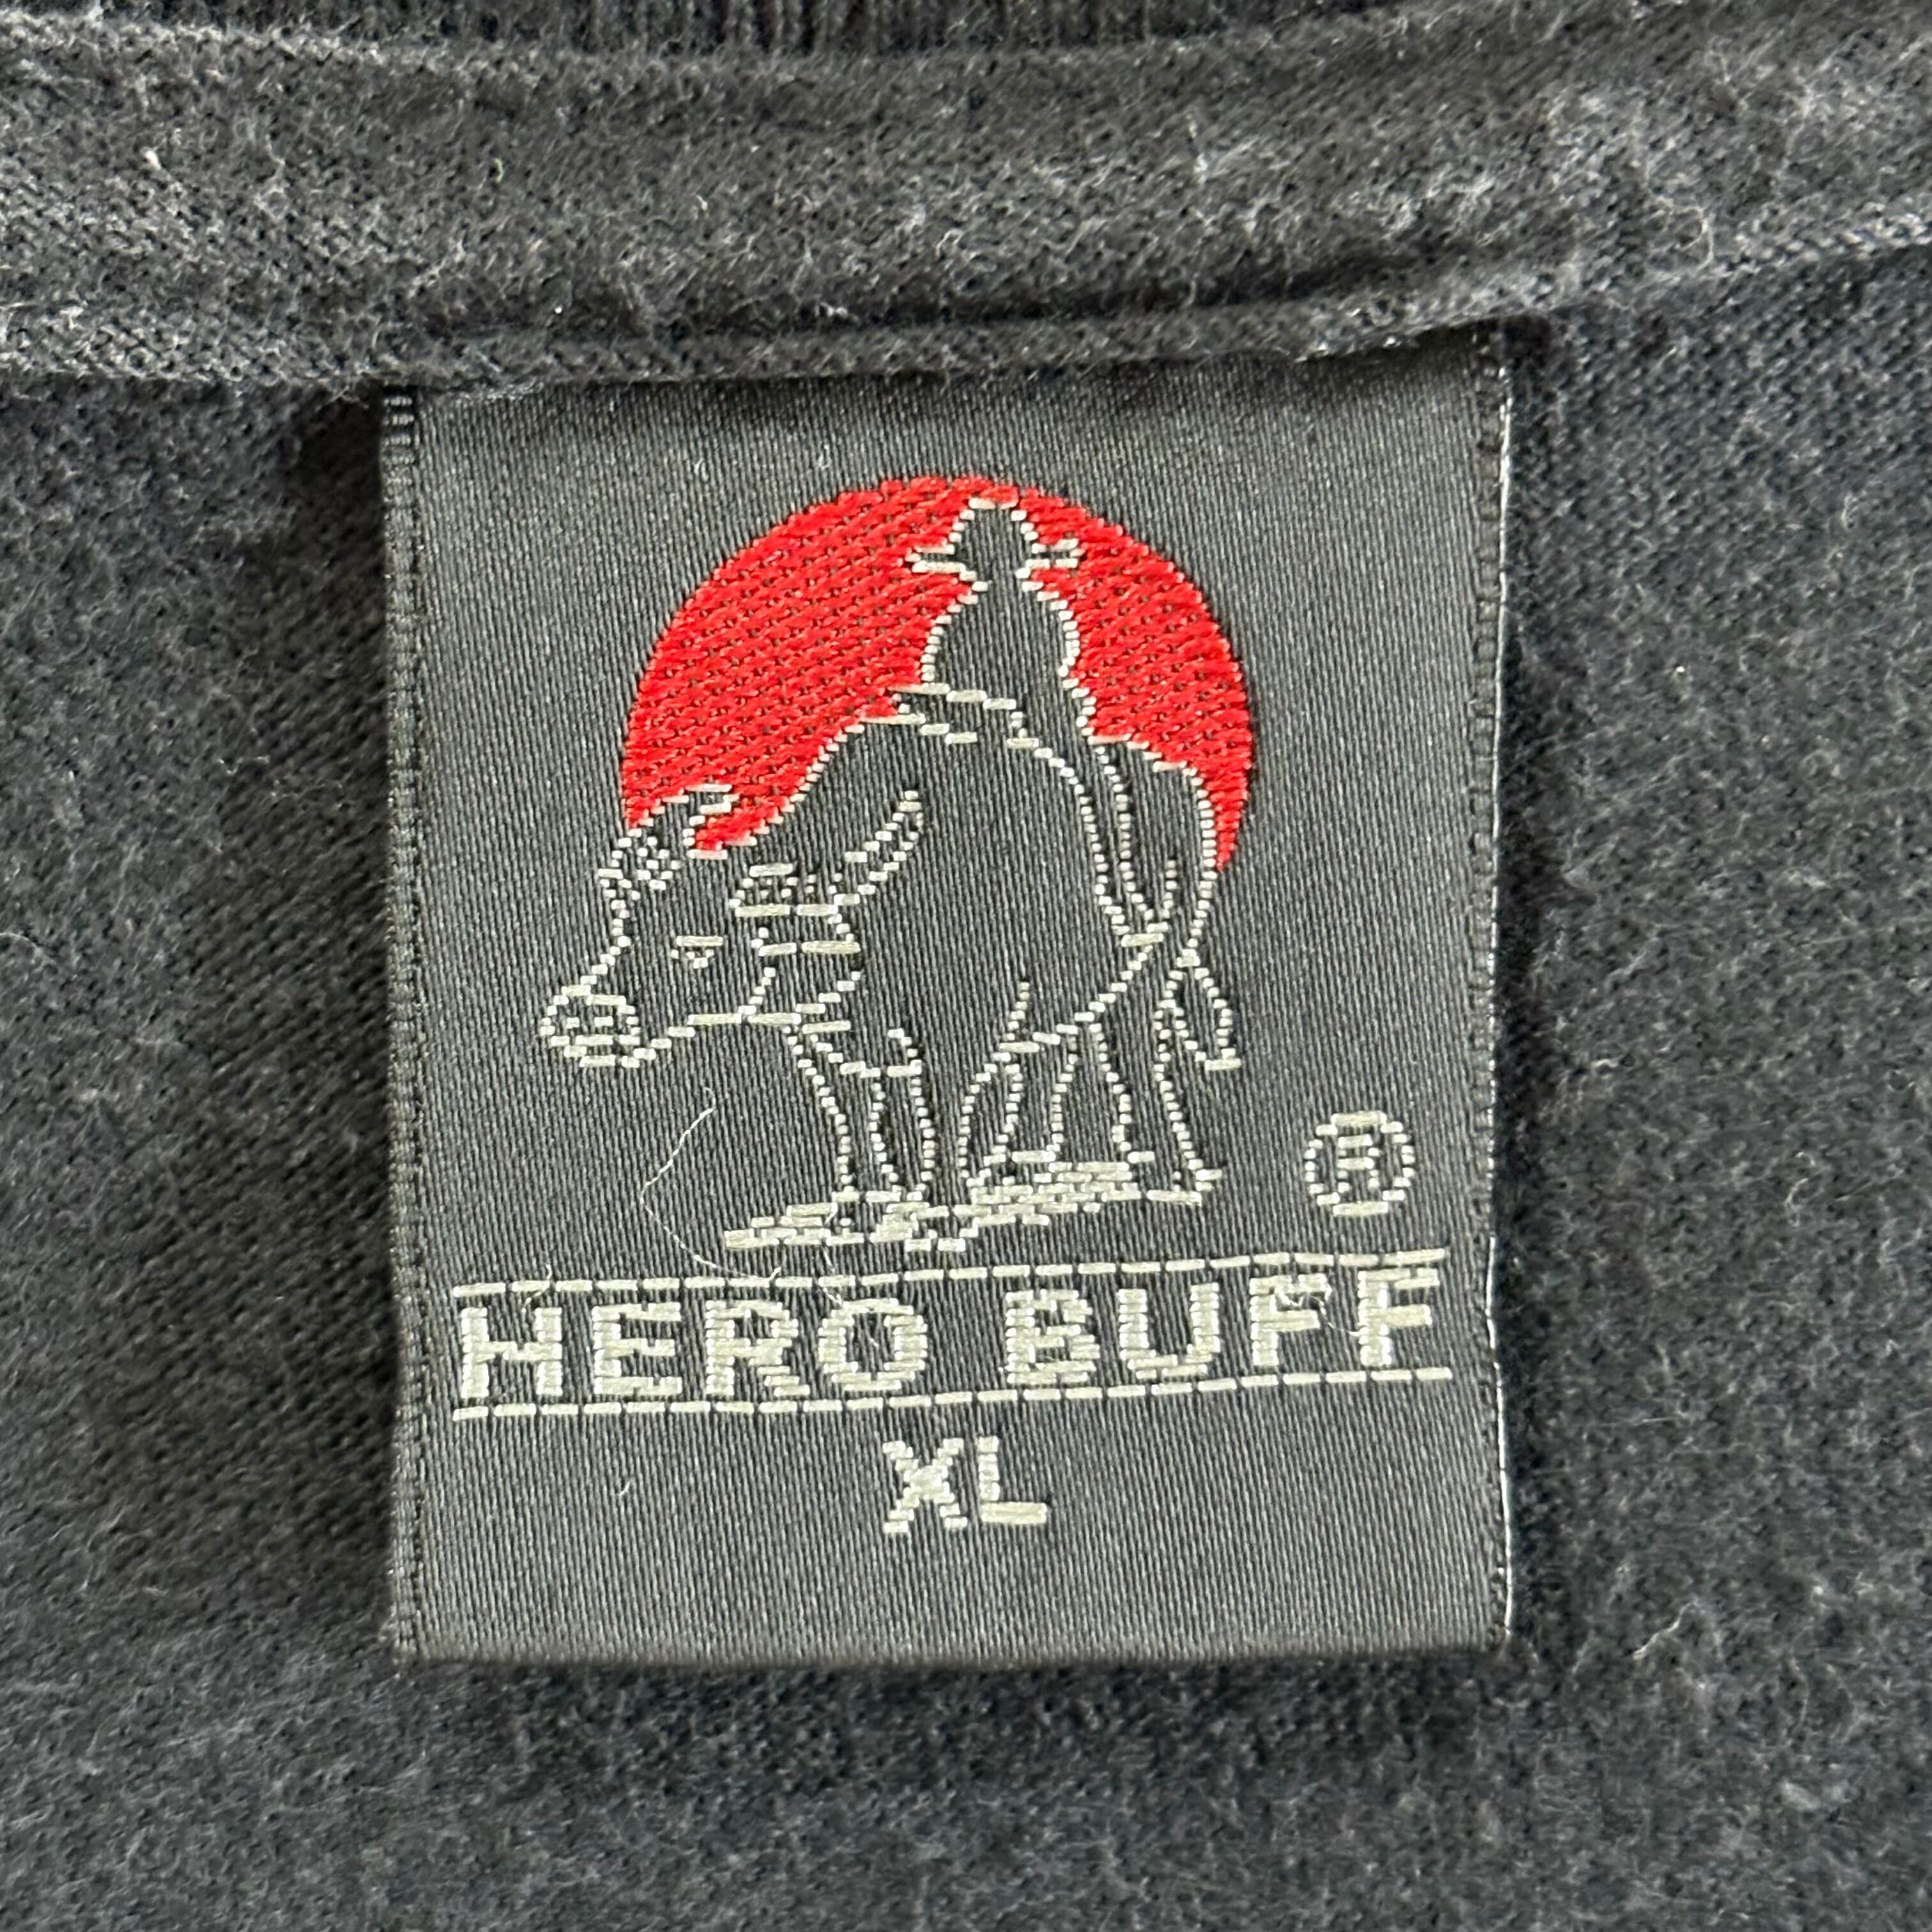 ®
HERO BUFF
XL